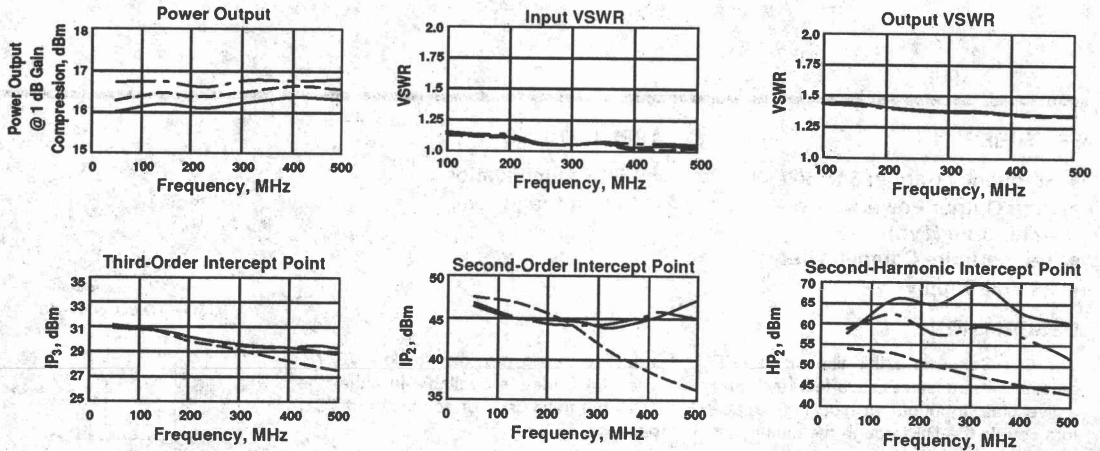 Power Output
Power Output
@ 1 dB Gain
Compression, dBm
18
17
16
15
0 100 200 300 400 500
Frequency, MHz
Input VSWR
VSWR
2.0
1.75
1.5
1.25
1.0
100 200 300 400 500
Frequency, MHz
Output VSWR
VSWR
2.0
1.75
1.5
1.25
1.0
100 200 300 400 500
Frequency, MHz
Third-Order Intercept Point
IP3, dBm
35
33
31
29
27
25
0 100 200 300 400 500
Frequency, MHz
Second-Order Intercept Point
IP2, dBm
50
45
40
35
0 100 200 300 400 500
Frequency, MHz
Second-Harmonic Intercept Point
HP2, dBm
70
65
60
55
50
45
40
0 100 200 300 400 500
Frequency, MHz